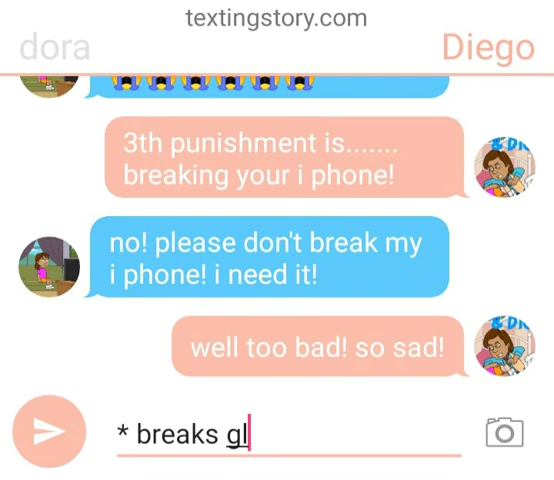 textingstory.com
dora
Diego
3th punishment is.......
breaking your i phone!
no! please don't break my
i phone! i need it!
well too bad! so sad!
* breaks gl